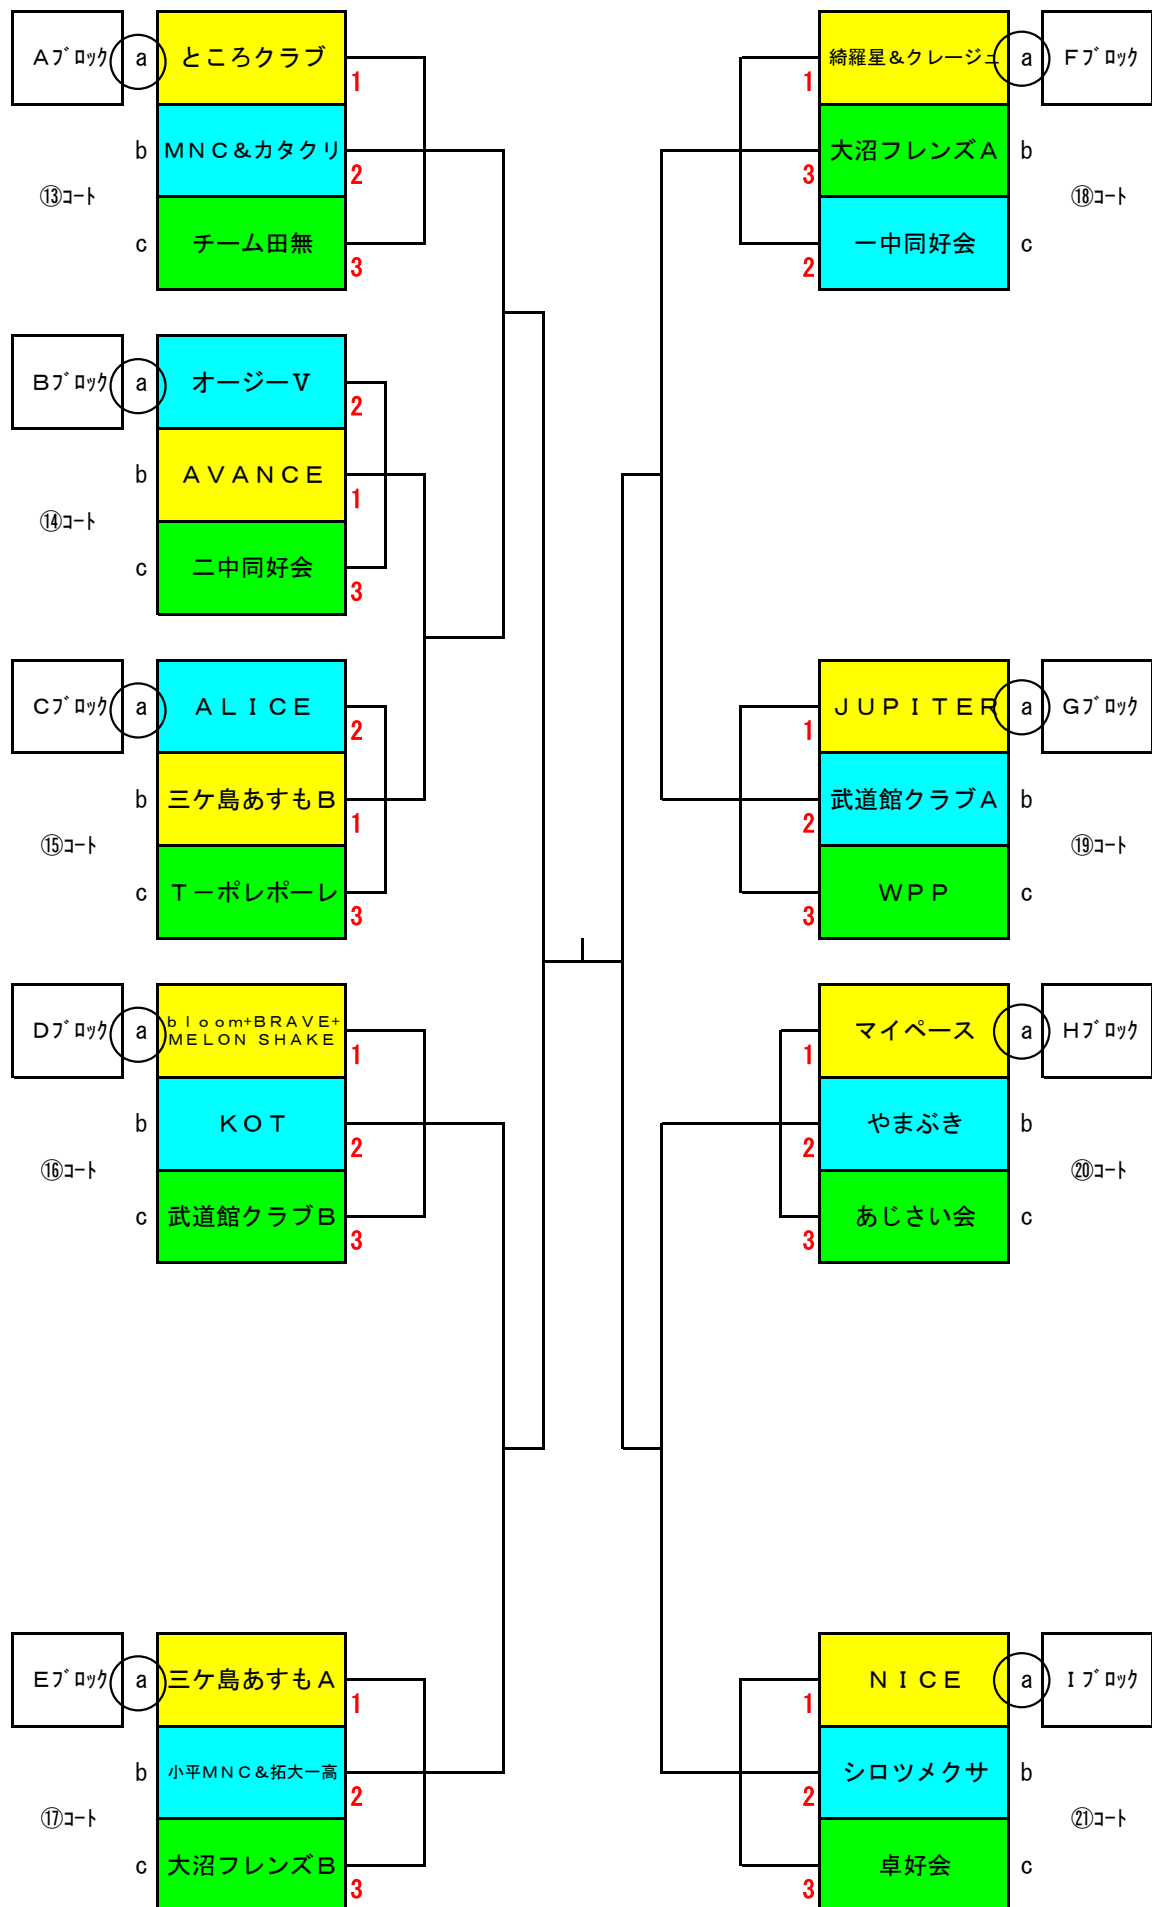 Aブロック a ところクラブ 1
b MNC&カタクリ 2
⑬コート
c チーム田無 3
Bブロック a オージーV 2
b AVANCE 1
⑭コート
c 二中同好会 3
Cブロック a ALICE 2
b 三ケ島あすもB 1
⑮コート
c T-ポレポーレ 3
Dブロック a bloom+BRAVE+
MELON SHAKE 1
b KOT 2
⑯コート
c 武道館クラブB 3
Eブロック a 三ケ島あすもA 1
b 小平MNC&拓大一高 2
⑰コート
c 大沼フレンズB 3
1 綺羅星&クレージュ a Fブロック
3 大沼フレンズA b
⑱コート
2 一中同好会 c
1 JUPITER a Gブロック
2 武道館クラブA b
⑲コート
3 WPP c
1 マイペース a Hブロック
2 やまぶき b
⑳コート
3 あじさい会 c
1 NICE a Iブロック
2 シロツメクサ b
㉑コート
3 卓好会 c